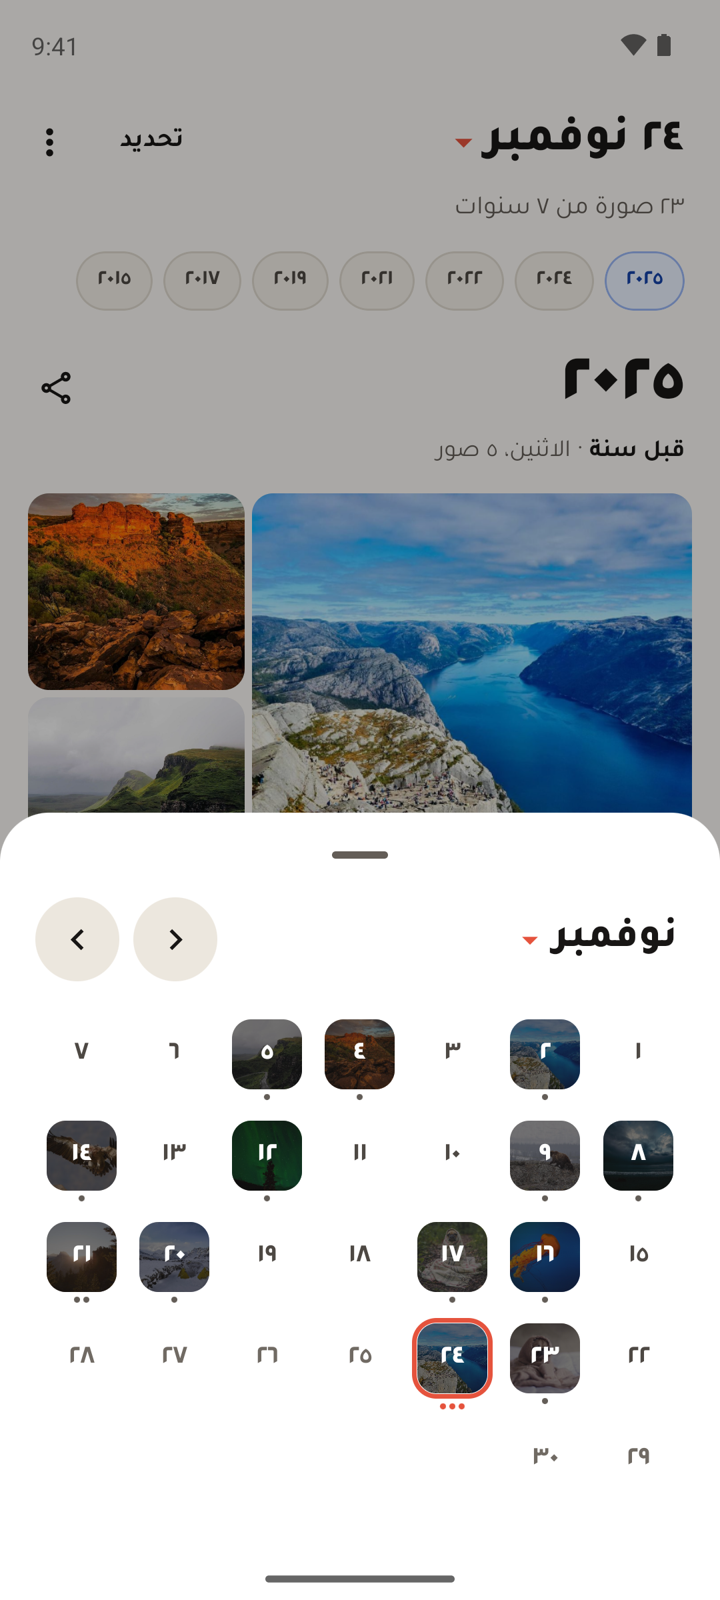 9:41
٢٤ نوفمبر
تحديد
٢٣ صورة من ٧ سنوات
٢٠٢٥ ٢٠٢٤ ٢٠٢٢ ٢٠٢١ ٢٠١٩ ٢٠١٧ ٢٠١٥
٢٠٢٥
قبل سنة · الاثنين، ٥ صور
نوفمبر
١ ٢ ٣ ٤ ٥ ٦ ٧
٨ ٩ ١٠ ١١ ١٢ ١٣ ١٤
١٥ ١٦ ١٧ ١٨ ١٩ ٢٠ ٢١
٢٢ ٢٣ ٢٤ ٢٥ ٢٦ ٢٧ ٢٨
٢٩ ٣٠